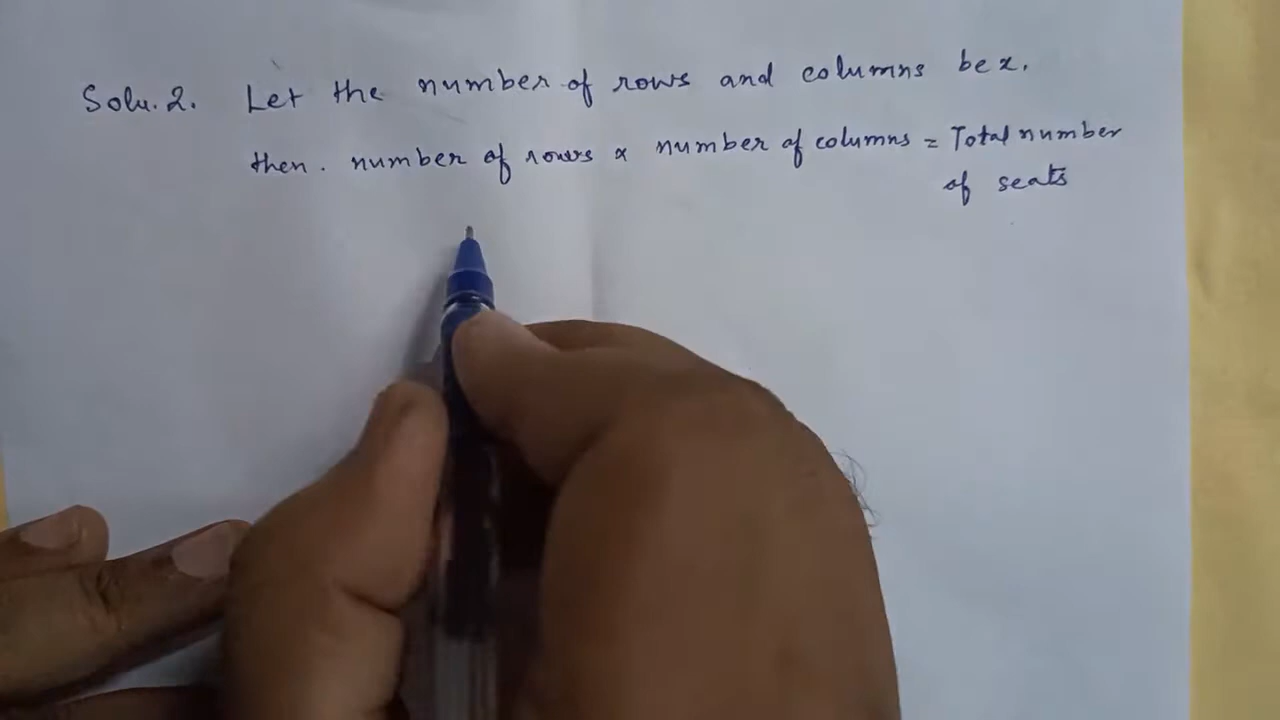 Solu. 2. Let the number of rows and columns be x.
then. number of rows x number of columns = Total number
of seats